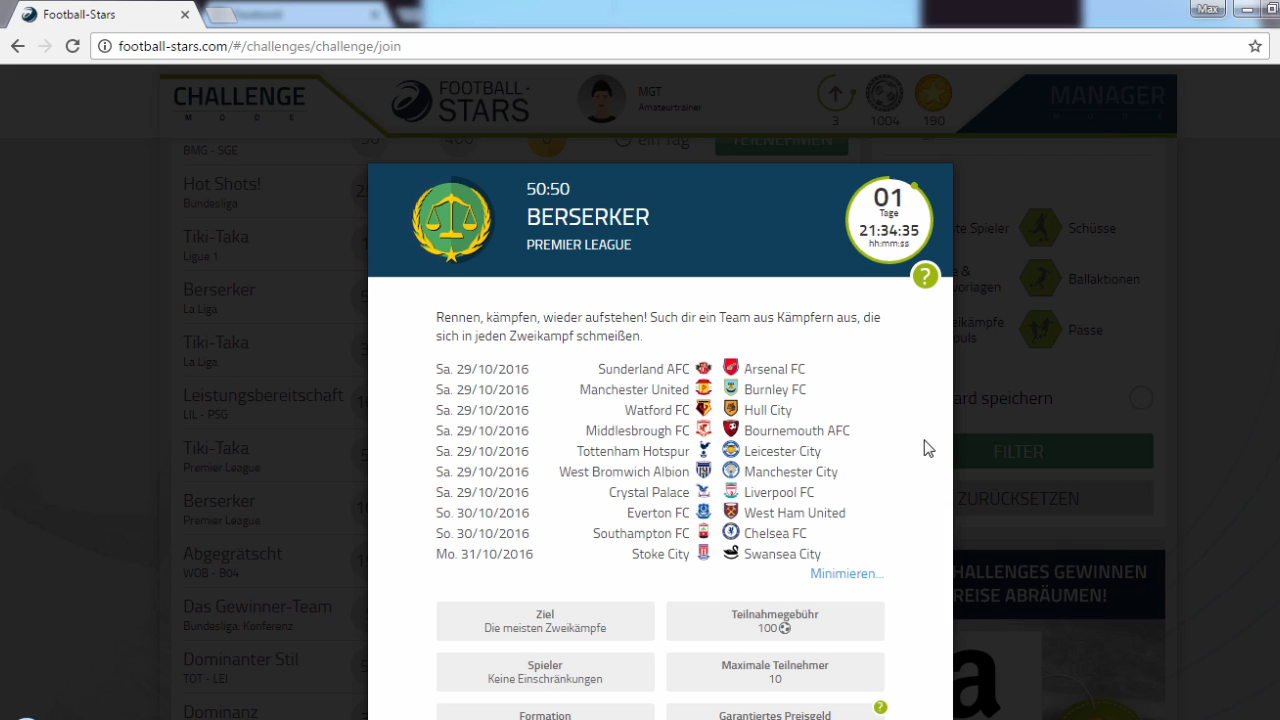 Football-Stars
Max
football-stars.com/#/challenges/challenge/join
CHALLENGE
M O D E
FOOTBALL-
STARS
MGT
Amateurtrainer
3
1004
190
MANAGER
M O D E
BMG - SGE
ein Tag
TEILNEHMEN
Hot Shots!
Bundesliga
Tiki-Taka
Ligue 1
Berserker
La Liga
Tiki-Taka
La Liga
Leistungsbereitschaft
LIL - PSG
Tiki-Taka
Premier League
Berserker
Premier League
Abgegrätscht
WOB - B04
Das Gewinner-Team
Bundesliga: Konferenz
Dominanter Stil
TOT - LEI
Dominanz
50:50
BERSERKER
PREMIER LEAGUE
01
Tage
21:34:35
hh:mm:ss
?
Rennen, kämpfen, wieder aufstehen! Such dir ein Team aus Kämpfern aus, die
sich in jeden Zweikampf schmeißen.
Sa. 29/10/2016 Sunderland AFC Arsenal FC
Sa. 29/10/2016 Manchester United Burnley FC
Sa. 29/10/2016 Watford FC Hull City
Sa. 29/10/2016 Middlesbrough FC Bournemouth AFC
Sa. 29/10/2016 Tottenham Hotspur Leicester City
Sa. 29/10/2016 West Bromwich Albion Manchester City
Sa. 29/10/2016 Crystal Palace Liverpool FC
So. 30/10/2016 Everton FC West Ham United
So. 30/10/2016 Southampton FC Chelsea FC
Mo. 31/10/2016 Stoke City Swansea City
Minimieren...
Ziel
Die meisten Zweikämpfe
Teilnahmegebühr
100
Spieler
Keine Einschränkungen
Maximale Teilnehmer
10
Formation
Garantiertes Preisgeld
?
te Spieler
Schüsse
e &
vorlagen
Ballaktionen
eikämpfe
ouls
Pässe
ard speichern
FILTER
ZURÜCKSETZEN
HALLENGES GEWINNEN
REISE ABRÄUMEN!
a